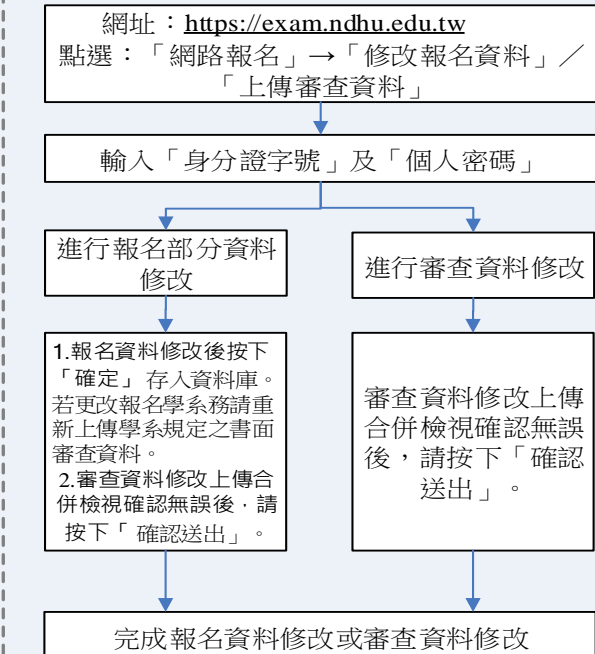 網址：https://exam.ndhu.edu.tw
點選：「網路報名」→「修改報名資料」／
「上傳審查資料」
輸入「身分證字號」及「個人密碼」
進行報名部分資料
修改
進行審查資料修改
1.報名資料修改後按下
「確定」存入資料庫。
若更改報名學系務請重
新上傳學系規定之書面
審查資料。
2.審查資料修改上傳合
併檢視確認無誤後，請
按下「確認送出」。
審查資料修改上傳
合併檢視確認無誤
後，請按下「確認
送出」。
完成報名資料修改或審查資料修改